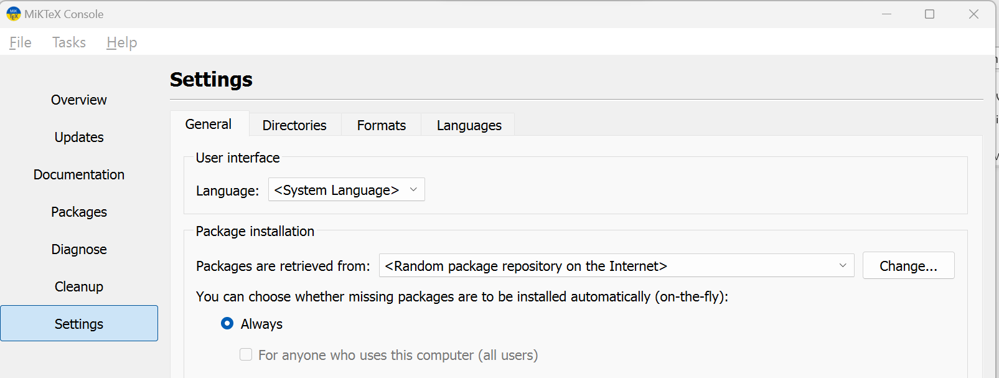 MiKTeX Console
File Tasks Help
Settings
Overview
Updates
Documentation
Packages
Diagnose
Cleanup
Settings
General Directories Formats Languages
User interface
Language: <System Language>
Package installation
Packages are retrieved from: <Random package repository on the Internet> Change...
You can choose whether missing packages are to be installed automatically (on-the-fly):
Always
For anyone who uses this computer (all users)